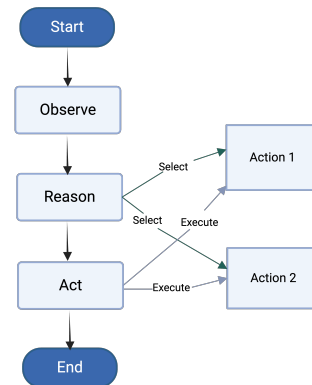 Start
Observe
Reason
Act
End
Select
Select
Execute
Execute
Action 1
Action 2